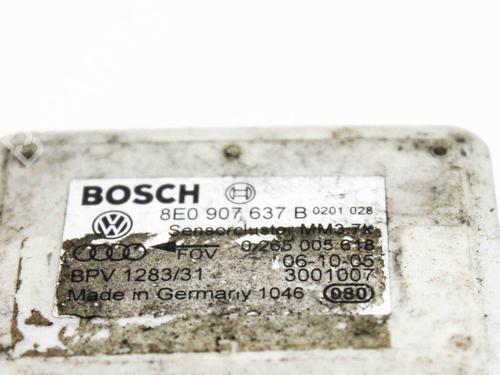 BOSCH
8E0 907 637 B 0201 028
Sensorcluster MM3.7k
FOV 0 265 005 618
06-10-05
BPV 1283/31 3001007
Made in Germany 1046 080